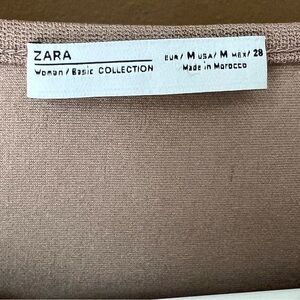 ZARA
EUR/ M USA/ M MEX/ 28
Woman / Basic COLLECTION
Made in Morocco